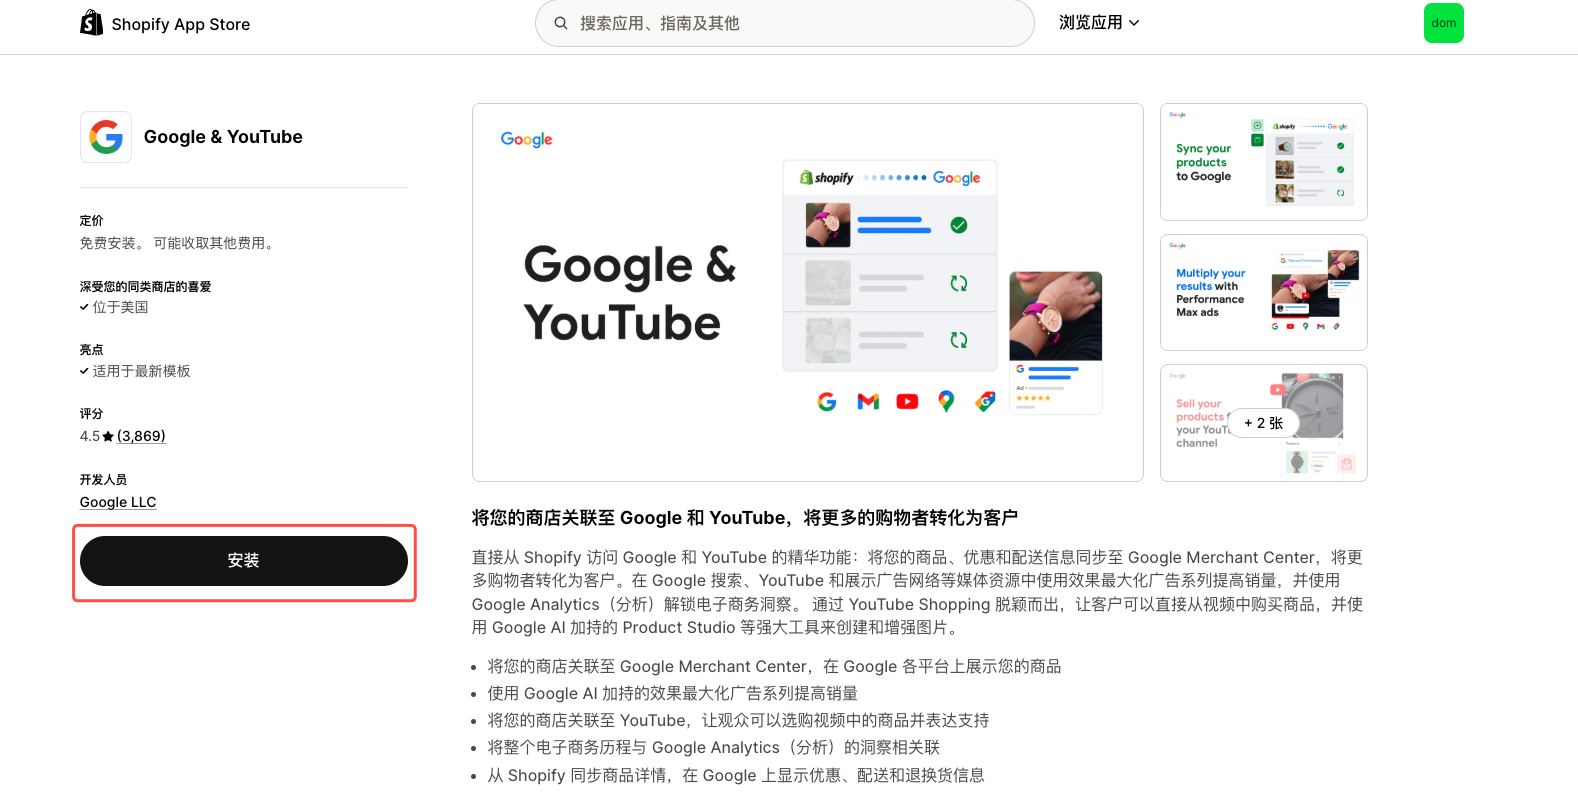 Shopify App Store
搜索应用、指南及其他
浏览应用
dom
Google & YouTube
定价
免费安装。 可能收取其他费用。
深受您的同类商店的喜爱
位于美国
亮点
适用于最新模板
评分
4.5★ (3,869)
开发人员
Google LLC
安装
Google
Google &
YouTube
shopify Google
Ad
Google
Sync your
products
to Google
shopify Google
Google
Multiply your
results with
Performance
Max ads
Google
Sell your
products
your YouTu
channel
+ 2 张
将您的商店关联至 Google 和 YouTube，将更多的购物者转化为客户
直接从 Shopify 访问 Google 和 YouTube 的精华功能：将您的商品、优惠和配送信息同步至 Google Merchant Center，将更
多购物者转化为客户。在 Google 搜索、YouTube 和展示广告网络等媒体资源中使用效果最大化广告系列提高销量，并使用
Google Analytics（分析）解锁电子商务洞察。 通过 YouTube Shopping 脱颖而出，让客户可以直接从视频中购买商品，并使
用 Google AI 加持的 Product Studio 等强大工具来创建和增强图片。
• 将您的商店关联至 Google Merchant Center，在 Google 各平台上展示您的商品
• 使用 Google AI 加持的效果最大化广告系列提高销量
• 将您的商店关联至 YouTube，让观众可以选购视频中的商品并表达支持
• 将整个电子商务历程与 Google Analytics（分析）的洞察相关联
• 从 Shopify 同步商品详情，在 Google 上显示优惠、配送和退换货信息